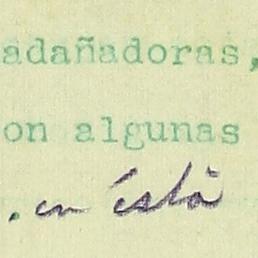 adañadoras,
on algunas
. en ésta